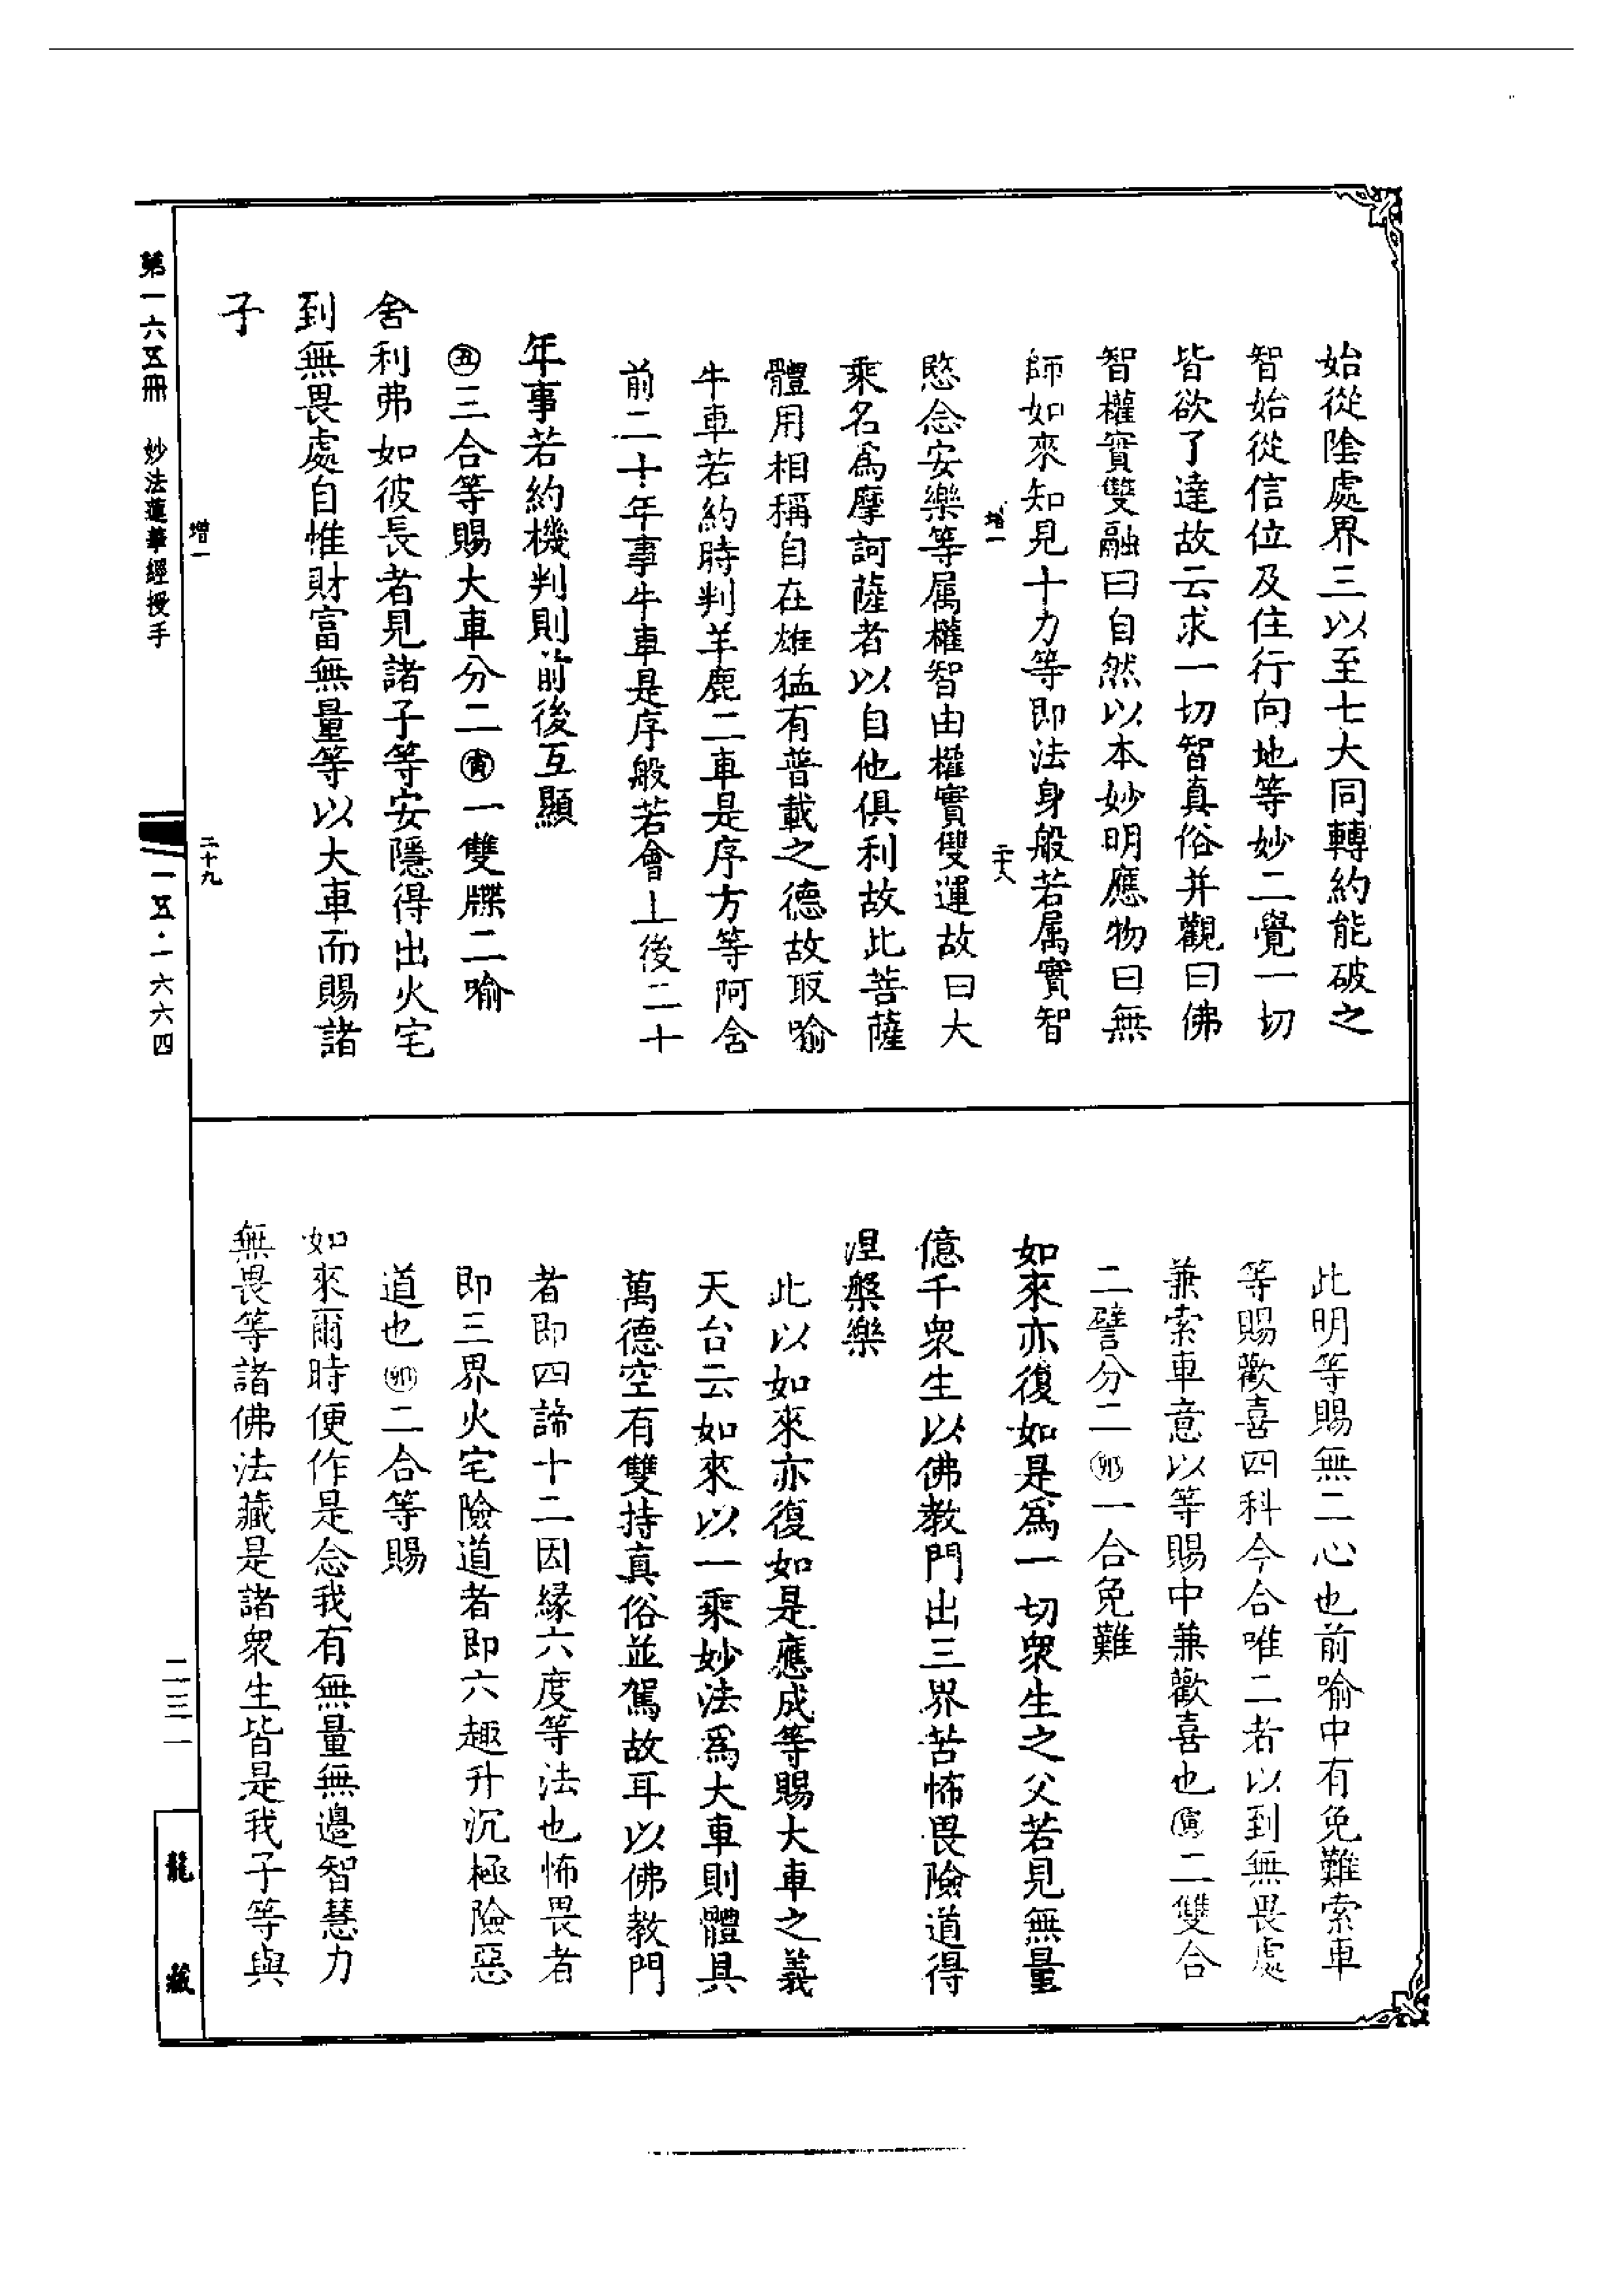 始從陰處界三以至七大同轉約能破之
智始從信位及住行向地等妙二覺一切
皆欲了達故云求一切智真俗并觀曰佛
智權實雙融曰自然以本妙明應物曰無
師如來知見十力等即法身般若属實智
增一
二十八
愍念安樂等属權智由權實雙運故曰大
乘名爲摩訶薩者以自他俱利故此菩薩
體用相稱自在雄猛有普載之德故取喻
牛車若約時判羊鹿二車是序方等阿含
前二十年事牛車是序般若會上後二十
年事若約機判則前後互顯
㊄三合等賜大車分二㊅一雙牒二喻
舍利弗如彼長者見諸子等安隱得出火宅
到無畏處自惟財富無量等以大車而賜諸
子
增一
二十九
此明等賜無二心也前喻中有免難索車
等賜歡喜四科今合唯二者以到無畏處
兼索車意以等賜中兼歡喜也寅二雙合
二譬分二卯一合免難
如來亦復如是爲一切衆生之父若見無量
億千衆生以佛教門出三界苦怖畏險道得
涅槃樂
此以如來亦復如是應成等賜大車之義
天台云如來以一乘妙法爲大車則體具
萬德空有雙持真俗並駕故耳以佛教門
者即四諦十二因緣六度等法也怖畏者
即三界火宅險道者即六趣升沉極險惡
道也卯二合等賜
如來爾時便作是念我有無量無邊智慧力
無畏等諸佛法藏是諸衆生皆是我子等與
第一六五冊 妙法蓮華經授手
一五·一六六四
二三一
龍藏